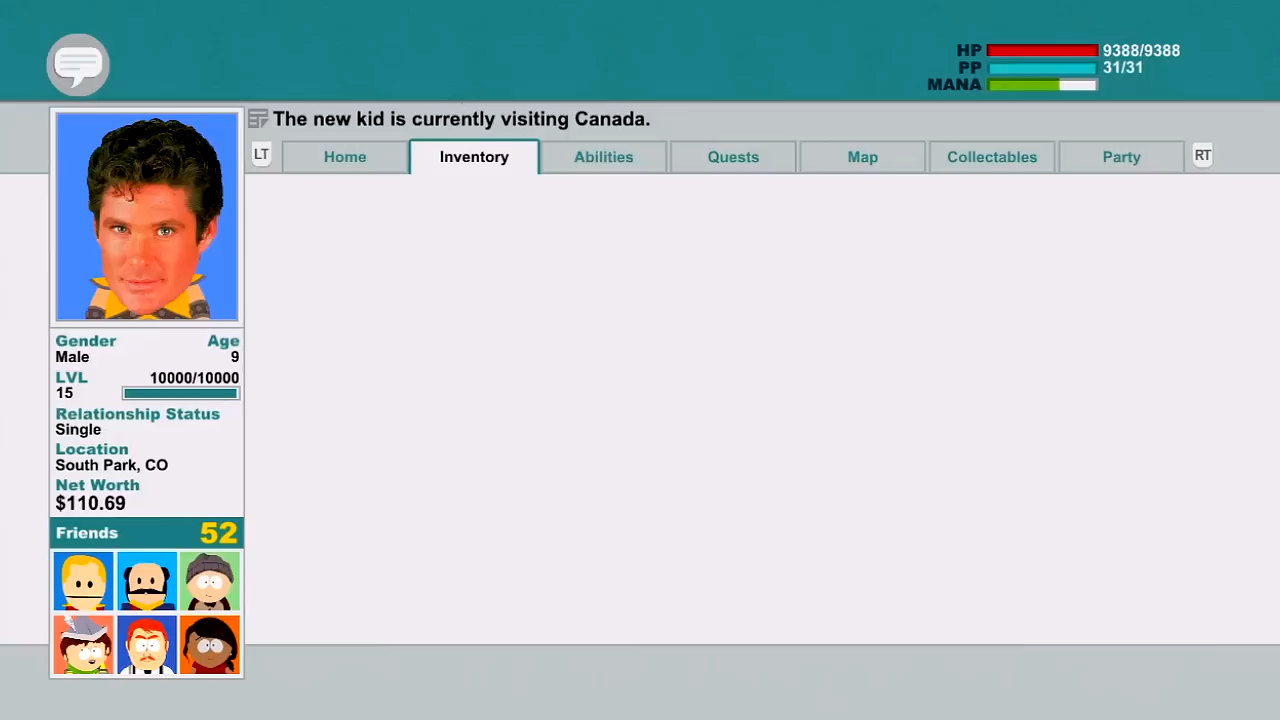 HP 9388/9388
PP 31/31
MANA
The new kid is currently visiting Canada.
LT Home Inventory Abilities Quests Map Collectables Party RT
Gender Age
Male 9
LVL 10000/10000
15
Relationship Status
Single
Location
South Park, CO
Net Worth
$110.69
Friends 52